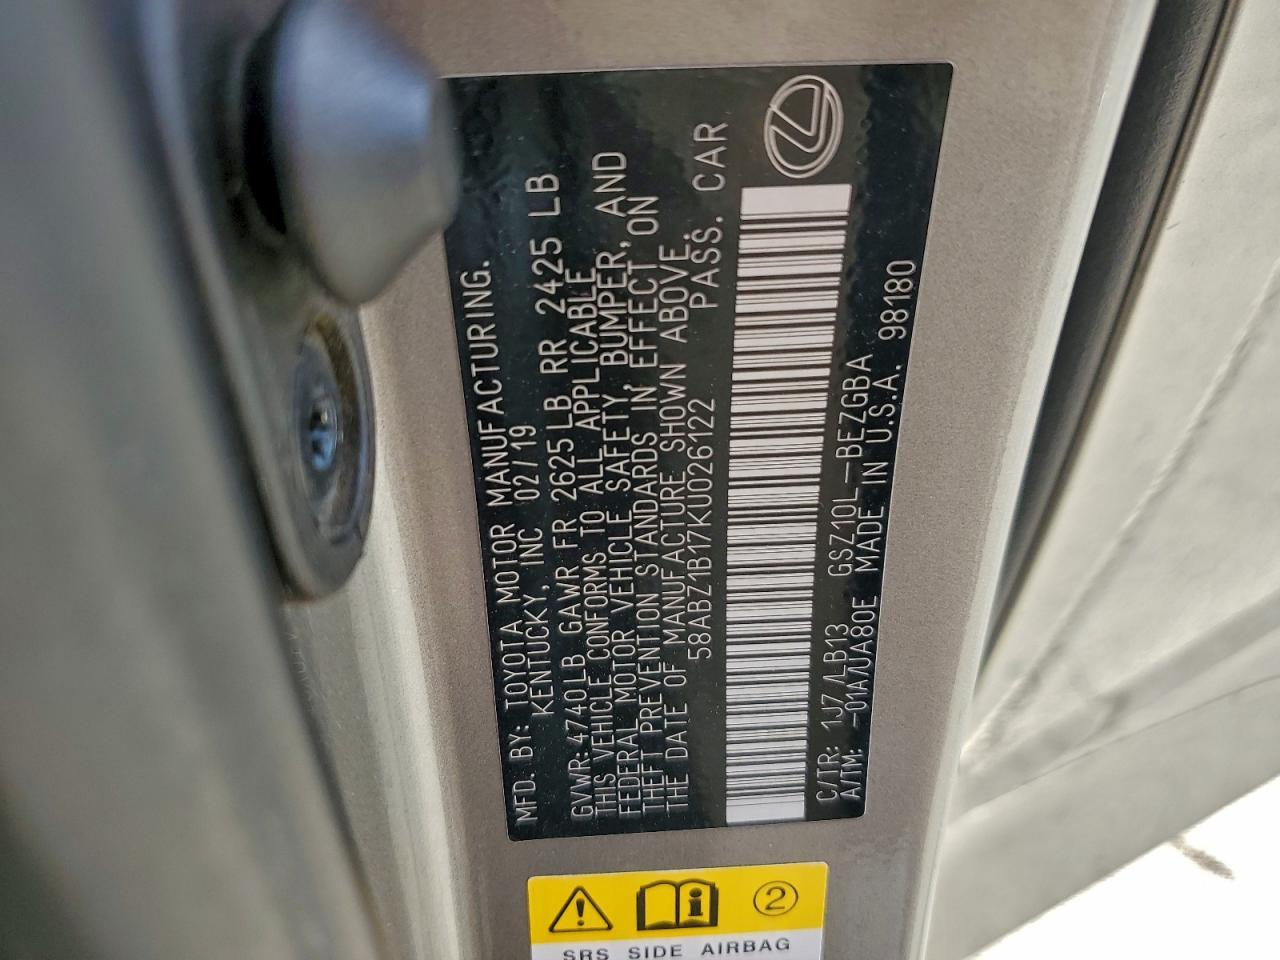 MFD. BY: TOYOTA MOTOR MANUFACTURING.
KENTUCKY, INC 02/19
GVWR: 4740LB GAWR FR 2625LB RR 2425 LB
THIS VEHICLE CONFORMS TO ALL APPLICABLE
FEDERAL MOTOR VEHICLE SAFETY, BUMPER, AND
THEFT PREVENTION STANDARDS IN EFFECT ON
THE DATE OF MANUFACTURE SHOWN ABOVE.
58ABZ1B17KU026122 PASS. CAR
C/TR: 1J7 /LB13 GSZ10L-BEZGBA
A/TM: -01A/UA80E MADE IN U.S.A. 98180
2
SRS SIDE AIRBAG